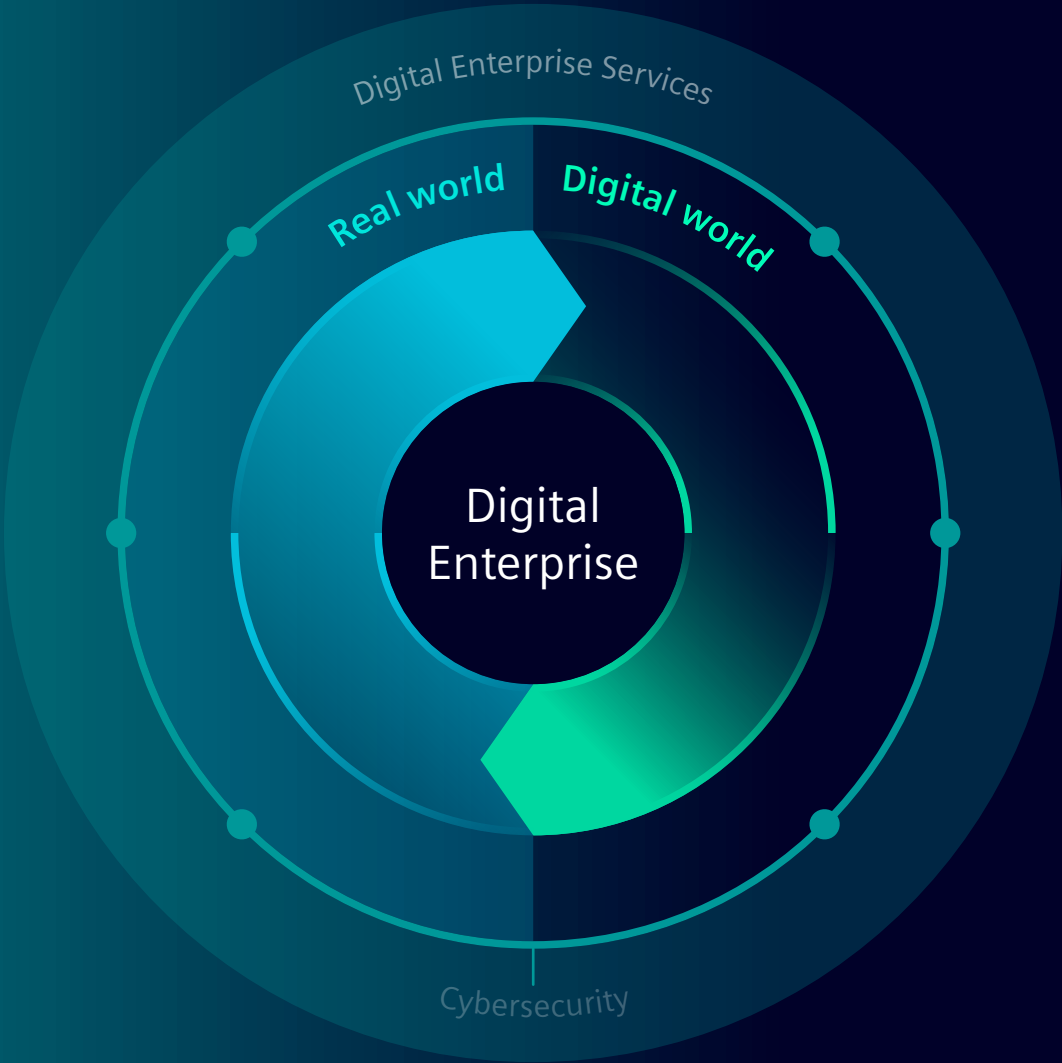 Digital Enterprise Services
Real world
Digital world
Digital
Enterprise
Cybersecurity